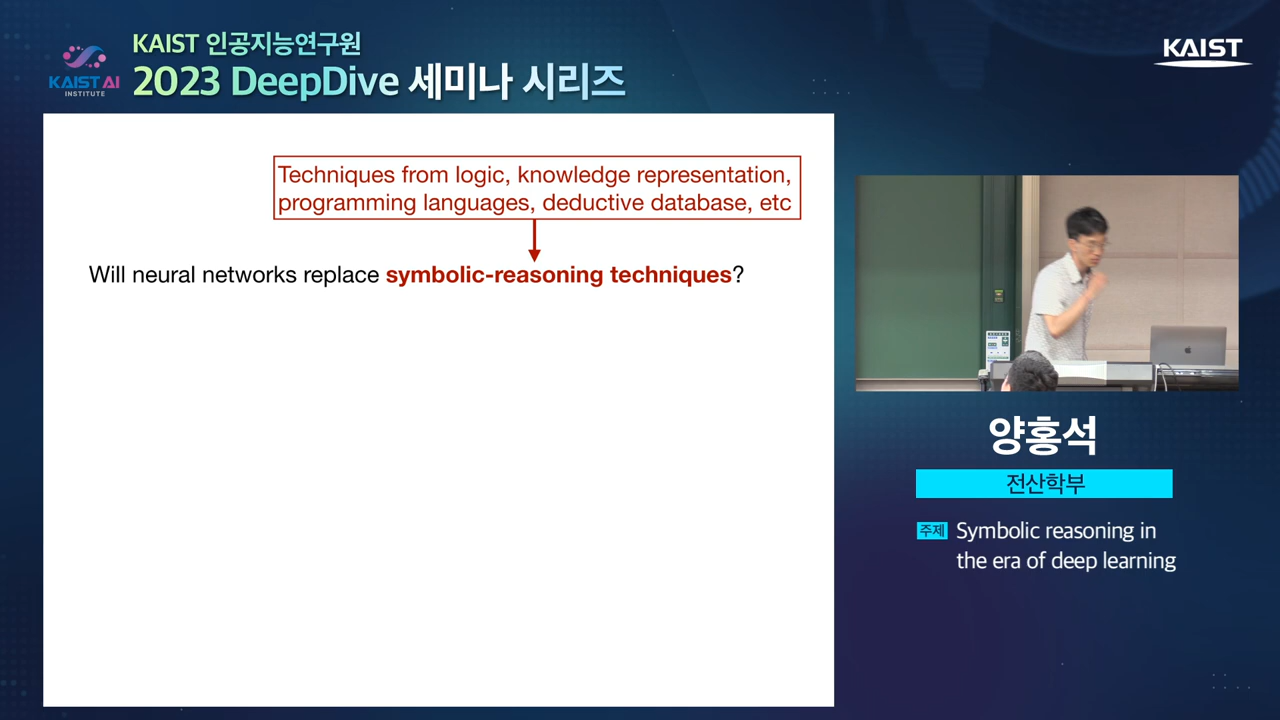 KAIST 인공지능연구원
2023 DeepDive 세미나 시리즈
KAIST AI
INSTITUTE
KAIST
Techniques from logic, knowledge representation,
programming languages, deductive database, etc
Will neural networks replace symbolic-reasoning techniques?
양홍석
전산학부
주제 Symbolic reasoning in
the era of deep learning